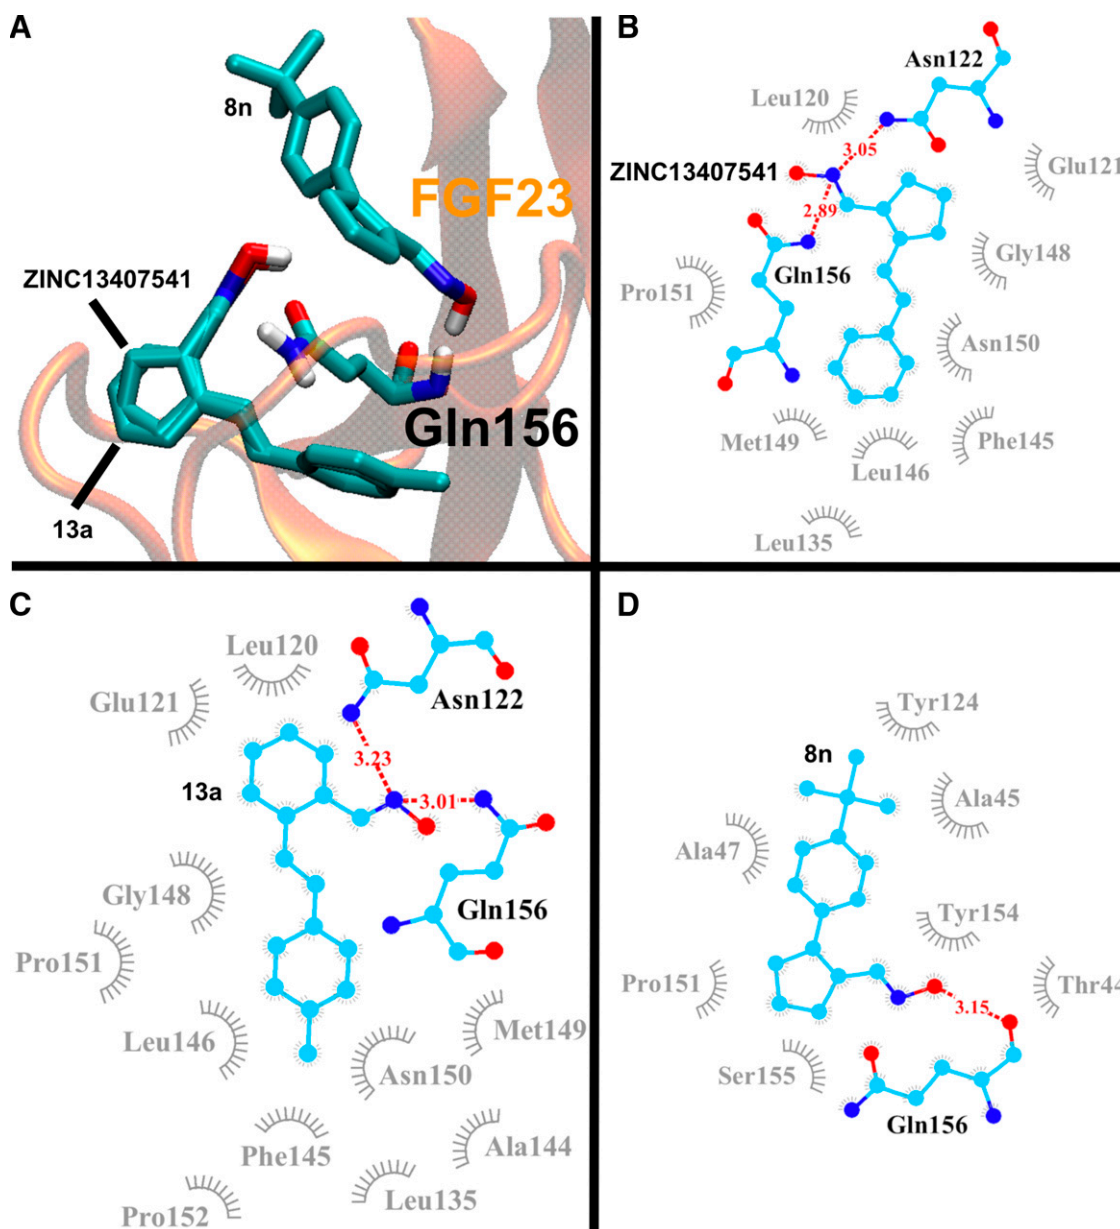 A
8n
FGF23
ZINC13407541
Gln156
13a
B
Asn122
Leu120
3.05
Glu121
ZINC13407541
2.89
Gln156
Gly148
Pro151
Asn150
Met149
Phe145
Leu146
Leu135
C
Leu120
Glu121
Asn122
3.23
13a
3.01
Gly148
Gln156
Pro151
Leu146
Met149
Asn150
Phe145
Ala144
Leu135
Pro152
D
Tyr124
8n
Ala45
Ala47
Tyr154
Pro151
Thr44
3.15
Ser155
Gln156